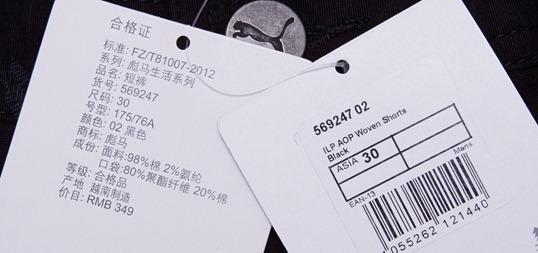 合格证
标准: FZ/T81007-2012
系列: 彪马生活系列
品名: 短裤
货号: 569247
尺码: 30
号型: 175/76A
颜色: 02 黑色
商标: 彪马
成份: 面料:98%棉 2%氨纶
口袋:80%聚酯纤维 20%棉
等级: 合格品
产地: 越南制造
价目: RMB 349
569247 02
ILP AOP Woven Shorts
Black
ASIA 30
Mens
EAN-13
055262 121440